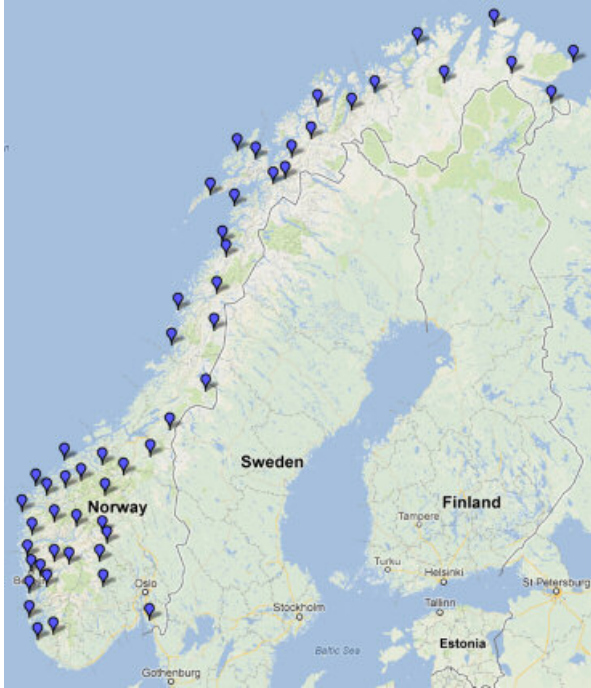 Sweden
Norway
Finland
Tampere
Turku
Helsinki
Oslo
St Petersburg
Stockholm
Tallinn
Baltic Sea
Estonia
Gothenburg